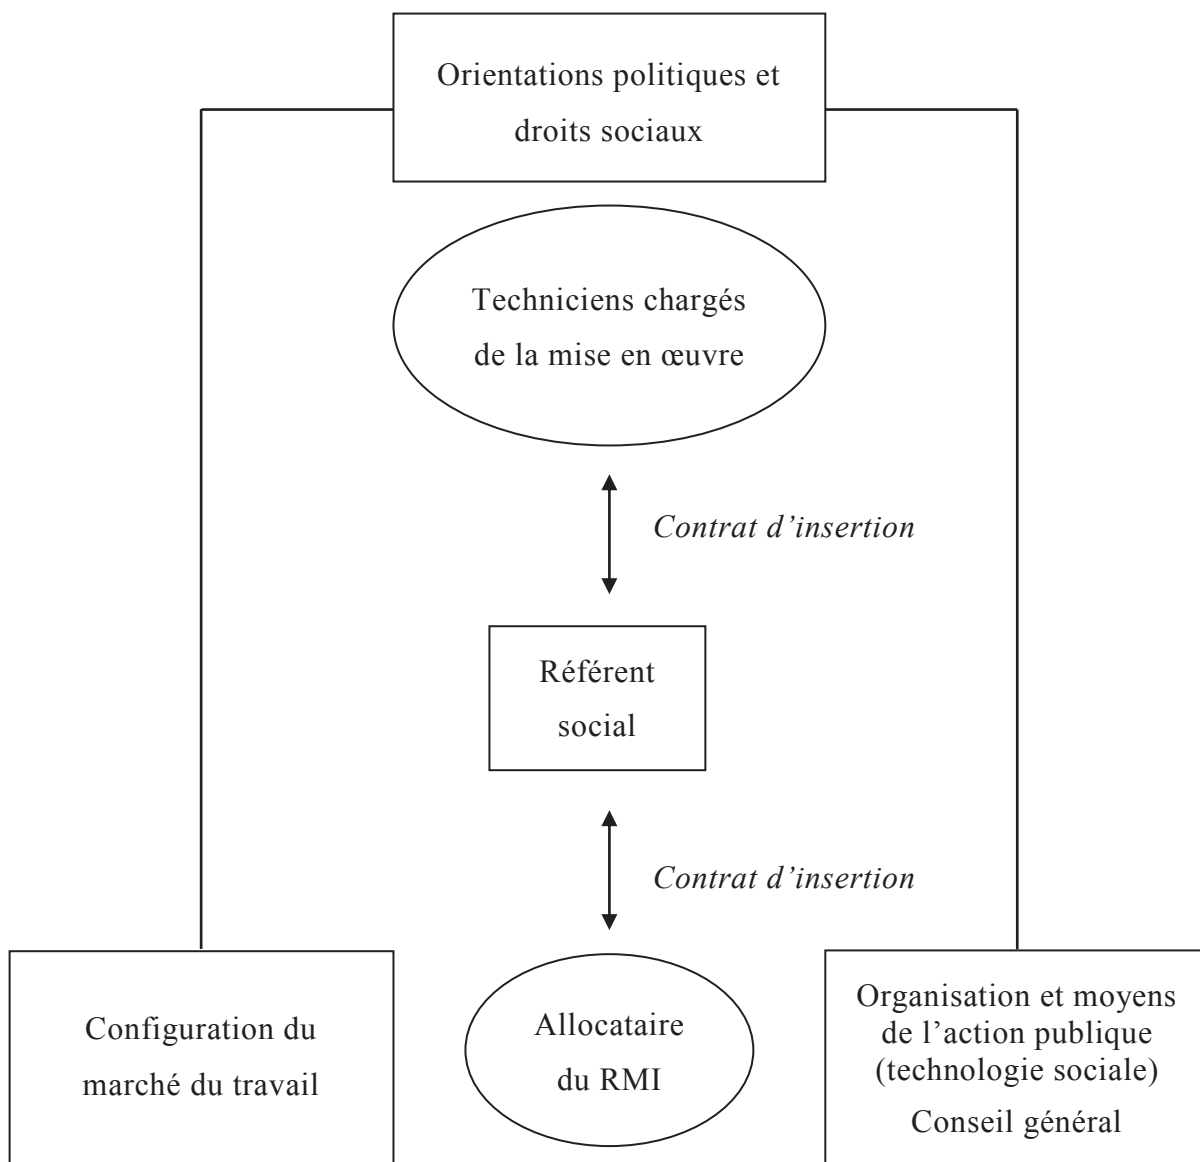 Orientations politiques et
droits sociaux
Techniciens chargés
de la mise en œuvre
Contrat d’insertion
Référent
social
Contrat d’insertion
Configuration du
marché du travail
Allocataire
du RMI
Organisation et moyens
de l’action publique
(technologie sociale)
Conseil général